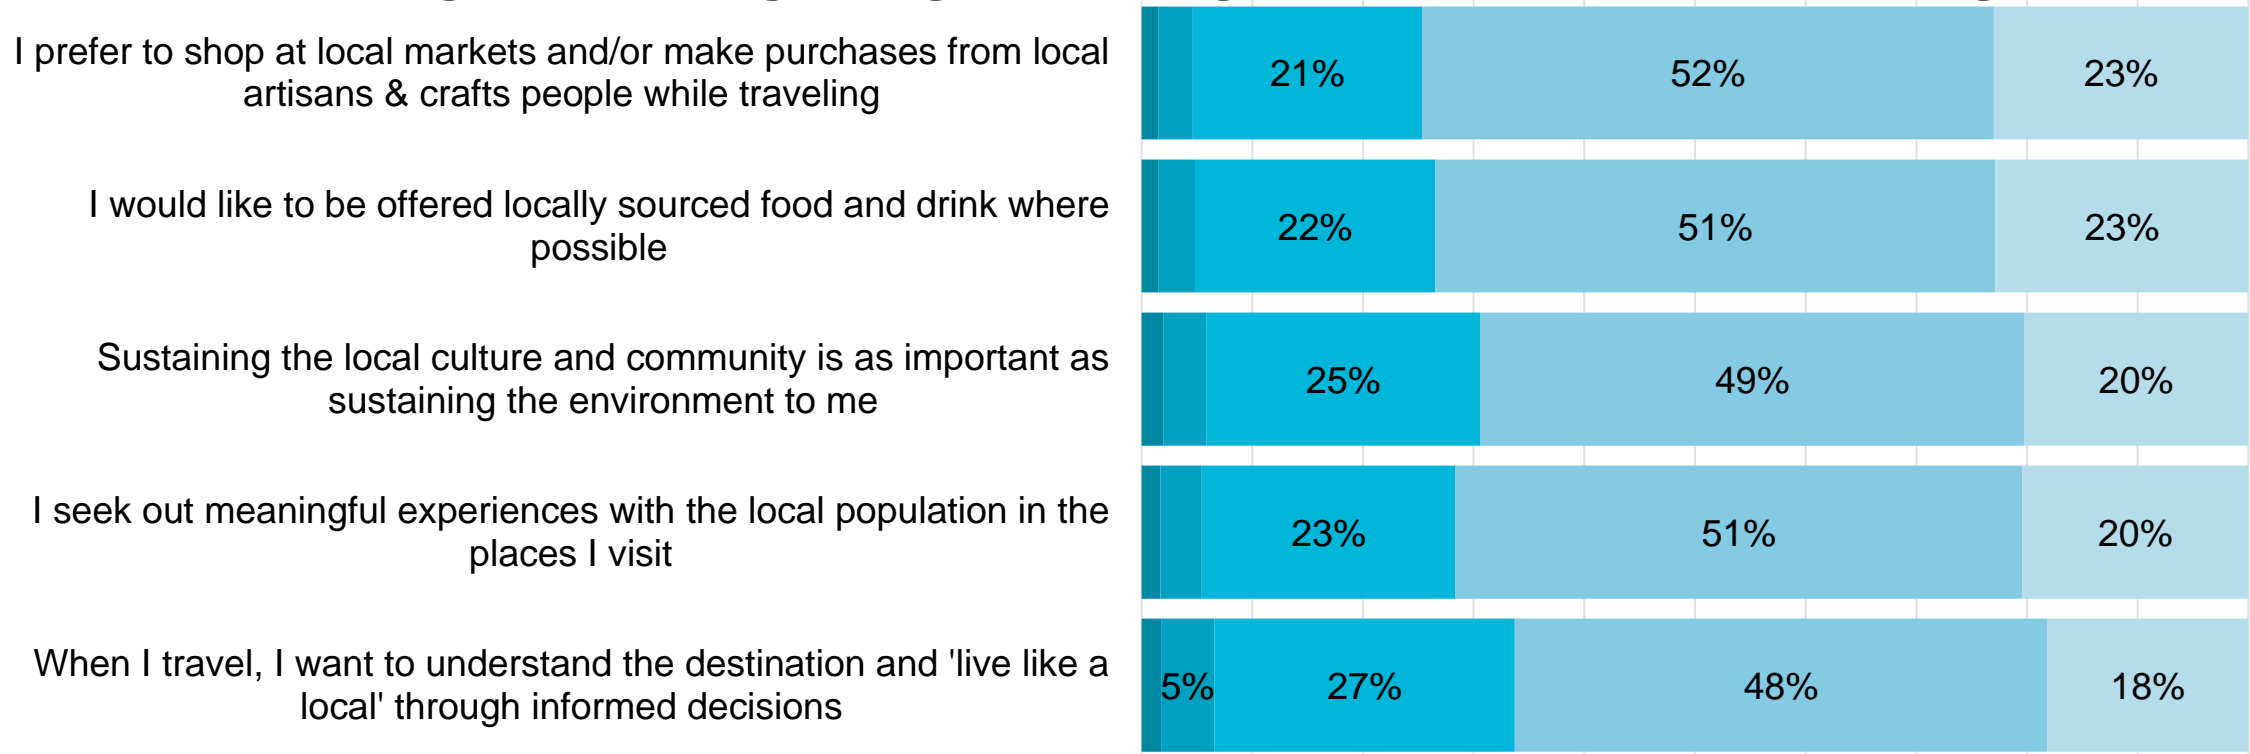 I prefer to shop at local markets and/or make purchases from local
artisans & crafts people while traveling
21% 52% 23%
I would like to be offered locally sourced food and drink where
possible
22% 51% 23%
Sustaining the local culture and community is as important as
sustaining the environment to me
25% 49% 20%
I seek out meaningful experiences with the local population in the
places I visit
23% 51% 20%
When I travel, I want to understand the destination and 'live like a
local' through informed decisions
5% 27% 48% 18%